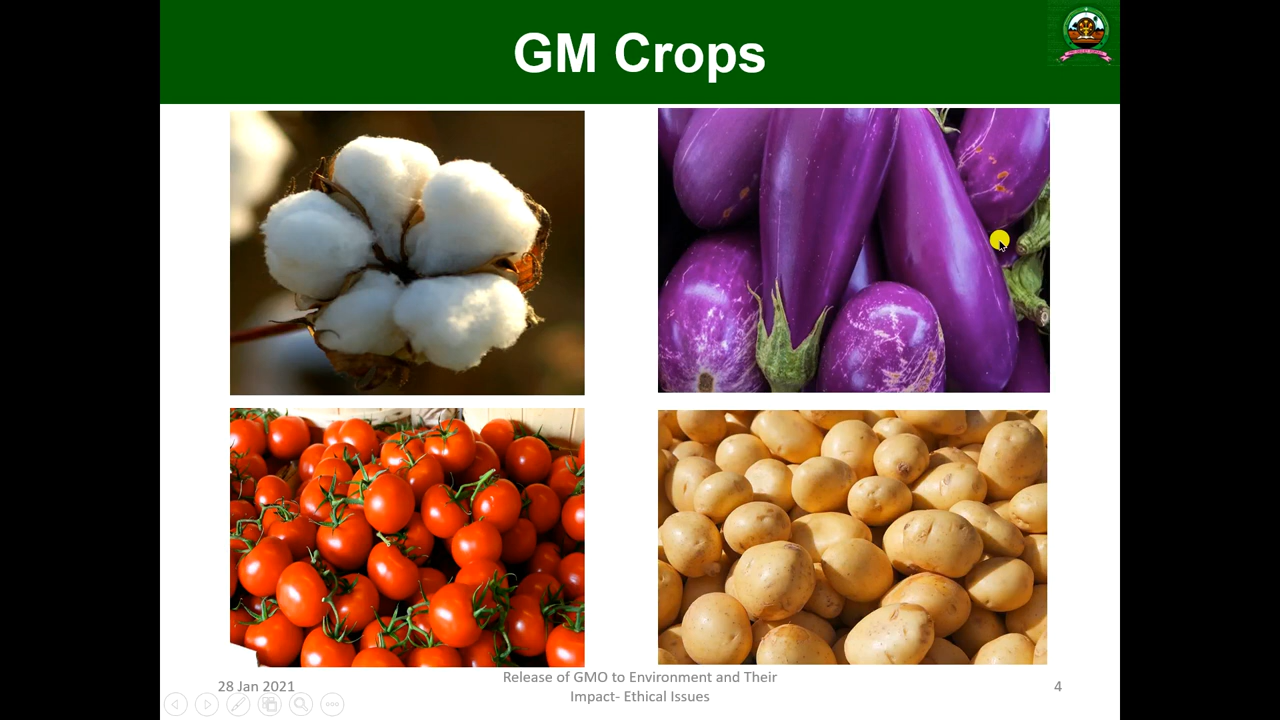 GM Crops
28 Jan 2021
Release of GMO to Environment and Their
Impact- Ethical Issues
4